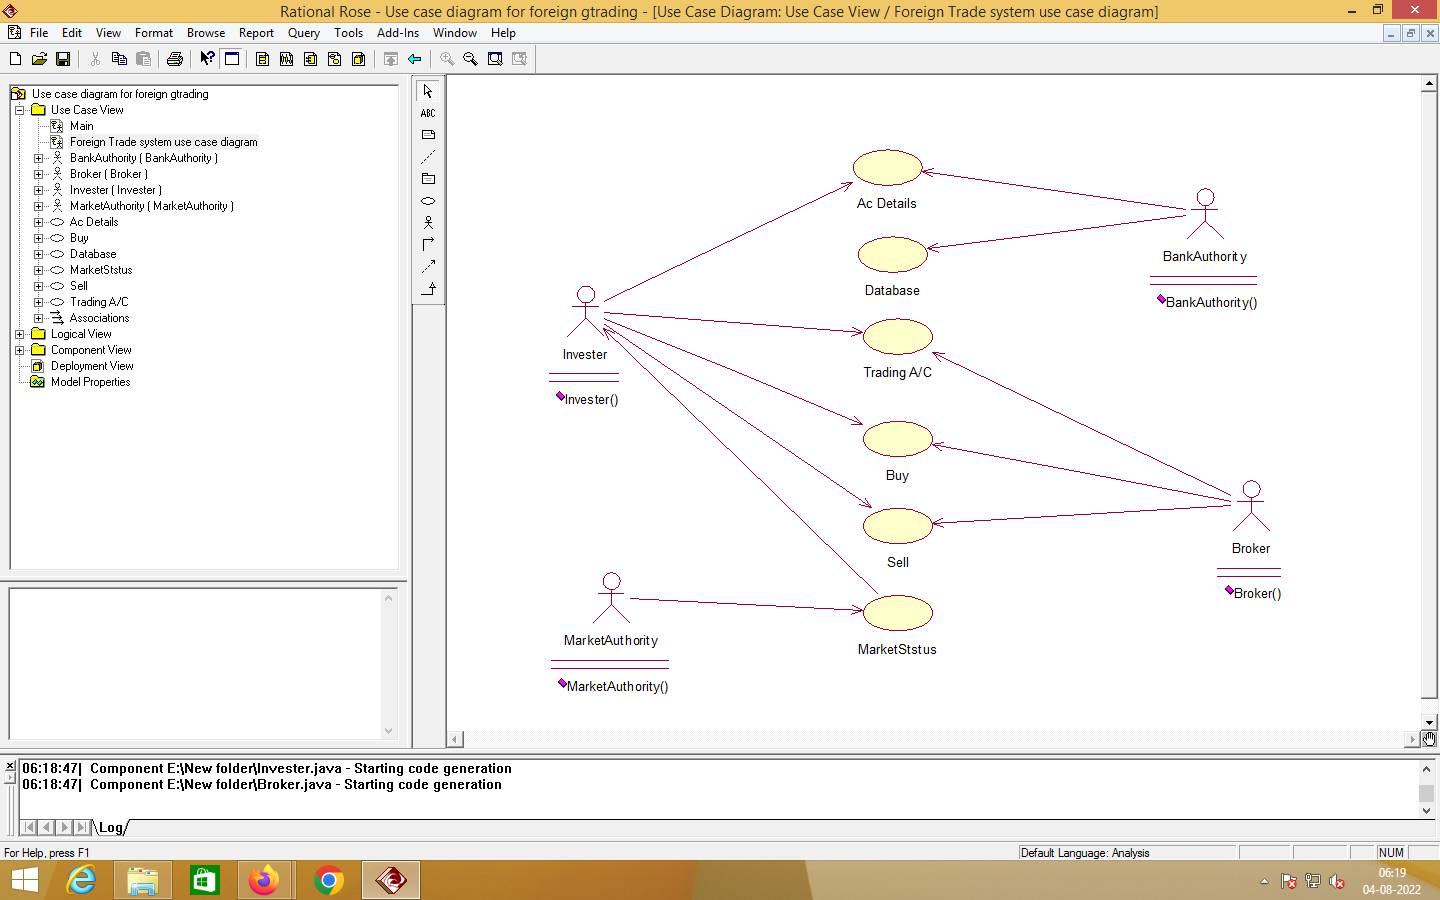 Rational Rose - Use case diagram for foreign gtrading - [Use Case Diagram: Use Case View / Foreign Trade system use case diagram]
File Edit View Format Browse Report Query Tools Add-Ins Window Help
ABC
Use case diagram for foreign gtrading
Use Case View
Main
Foreign Trade system use case diagram
BankAuthority ( BankAuthority )
Broker ( Broker )
Invester ( Invester )
MarketAuthority ( MarketAuthority )
Ac Details
Buy
Database
MarketStstus
Sell
Trading A/C
Associations
Logical View
Component View
Deployment View
Model Properties
Ac Details
BankAuthority
BankAuthority()
Database
Invester
Invester()
Trading A/C
Buy
Sell
Broker
Broker()
MarketAuthority
MarketAuthority()
MarketStstus
06:18:47| Component E:\New folder\Invester.java - Starting code generation
06:18:47| Component E:\New folder\Broker.java - Starting code generation
Log
For Help, press F1
Default Language: Analysis
NUM
06:19
04-08-2022